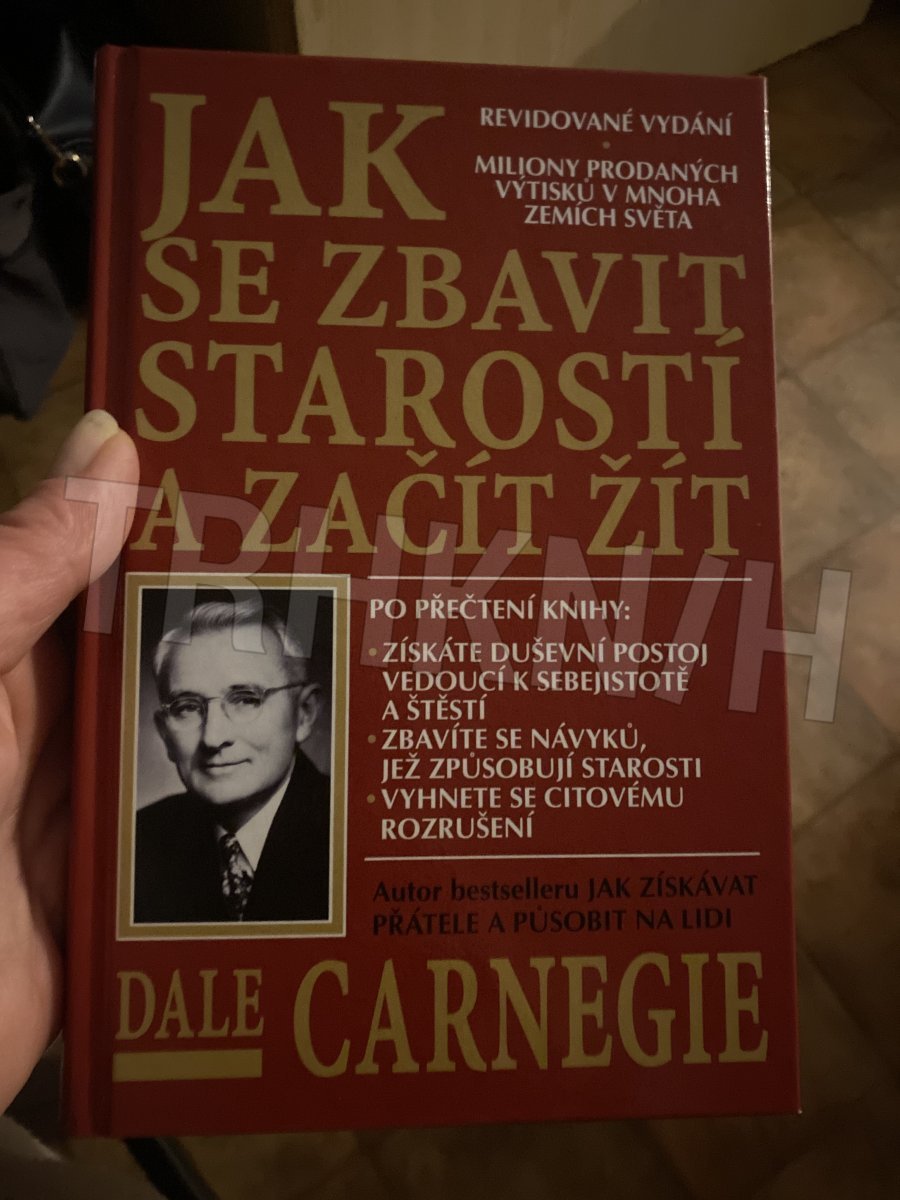 JAK
SE ZBAVIT
STAROSTÍ
A ZAČÍT ŽÍT
REVIDOVANÉ VYDÁNÍ
•
MILIONY PRODANÝCH
VÝTISKŮ V MNOHA
ZEMÍCH SVĚTA
PO PŘEČTENÍ KNIHY:
• ZÍSKÁTE DUŠEVNÍ POSTOJ
VEDOUCÍ K SEBEJISTOTĚ
A ŠTĚSTÍ
• ZBAVÍTE SE NÁVYKŮ,
JEŽ ZPŮSOBUJÍ STAROSTI
• VYHNETE SE CITOVÉMU
ROZRUŠENÍ
Autor bestselleru JAK ZÍSKÁVAT
PŘÁTELE A PŮSOBIT NA LIDI
DALE CARNEGIE
TRHKNIH